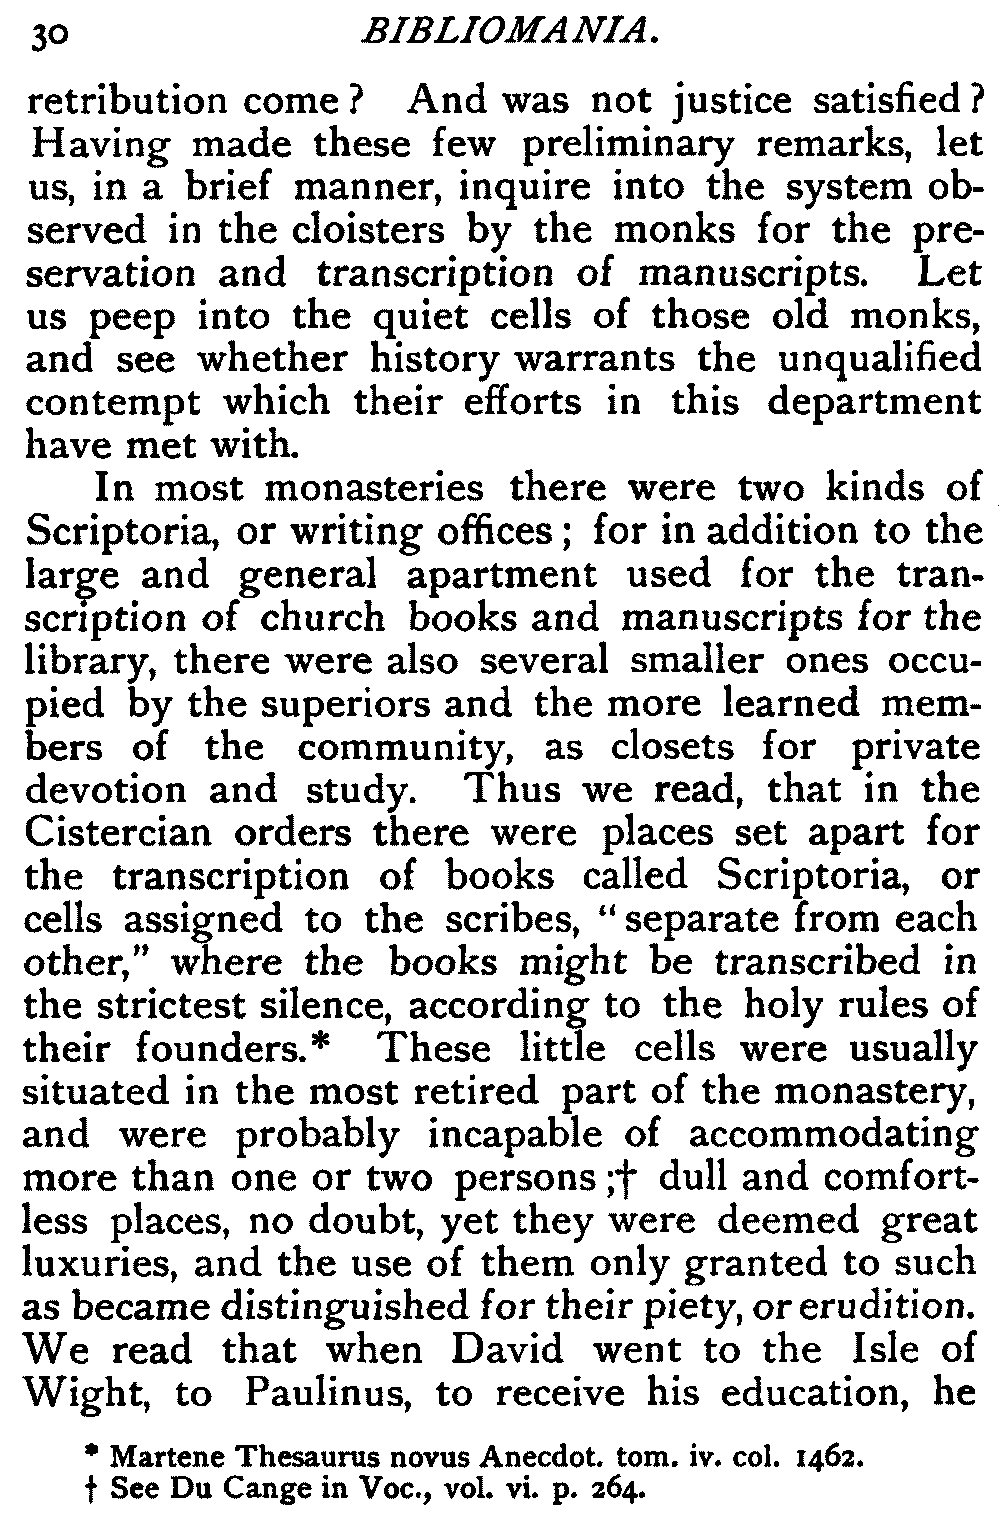 30 BIBLIOMANIA.
retribution come? And was not justice satisfied?
Having made these few preliminary remarks, let
us, in a brief manner, inquire into the system ob-
served in the cloisters by the monks for the pre-
servation and transcription of manuscripts. Let
us peep into the quiet cells of those old monks,
and see whether history warrants the unqualified
contempt which their efforts in this department
have met with.
In most monasteries there were two kinds of
Scriptoria, or writing offices; for in addition to the
large and general apartment used for the tran-
scription of church books and manuscripts for the
library, there were also several smaller ones occu-
pied by the superiors and the more learned mem-
bers of the community, as closets for private
devotion and study. Thus we read, that in the
Cistercian orders there were places set apart for
the transcription of books called Scriptoria, or
cells assigned to the scribes, "separate from each
other," where the books might be transcribed in
the strictest silence, according to the holy rules of
their founders.* These little cells were usually
situated in the most retired part of the monastery,
and were probably incapable of accommodating
more than one or two persons;† dull and comfort-
less places, no doubt, yet they were deemed great
luxuries, and the use of them only granted to such
as became distinguished for their piety, or erudition.
We read that when David went to the Isle of
Wight, to Paulinus, to receive his education, he
* Martene Thesaurus novus Anecdot. tom. iv. col. 1462.
† See Du Cange in Voc., vol. vi. p. 264.